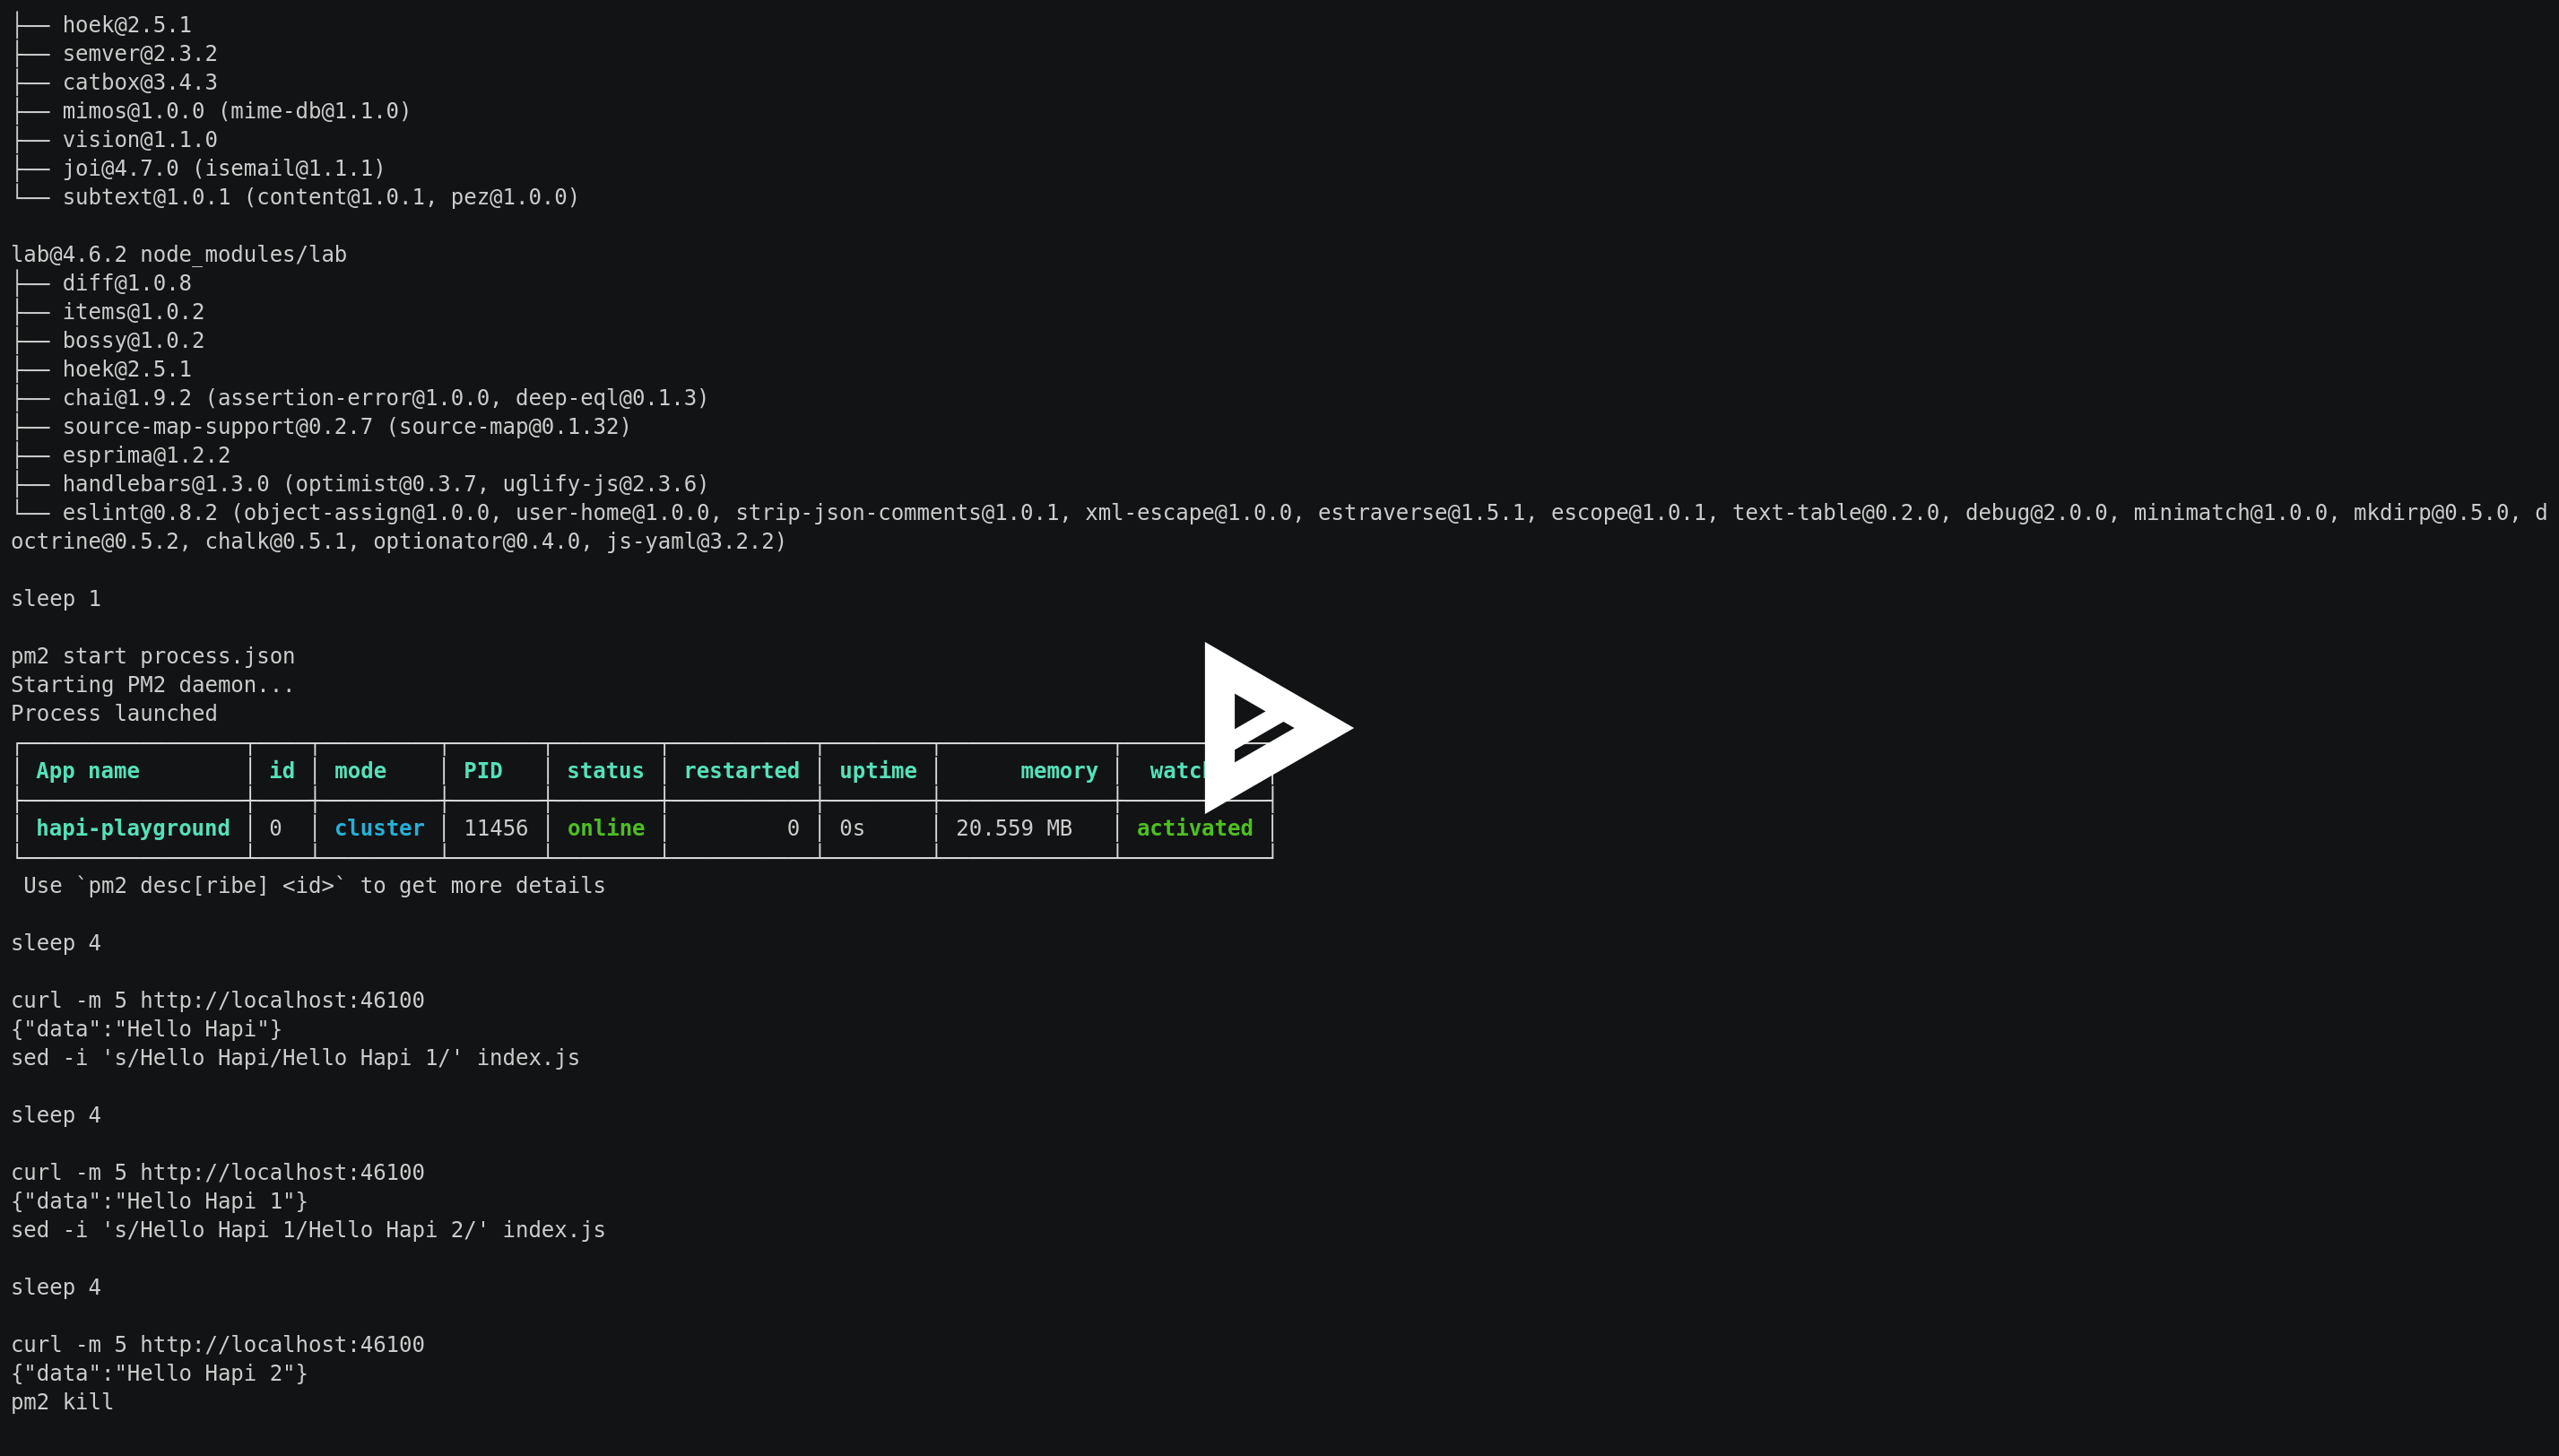 ├── hoek@2.5.1
├── semver@2.3.2
├── catbox@3.4.3
├── mimos@1.0.0 (mime-db@1.1.0)
├── vision@1.1.0
├── joi@4.7.0 (isemail@1.1.1)
└── subtext@1.0.1 (content@1.0.1, pez@1.0.0)
lab@4.6.2 node_modules/lab
├── diff@1.0.8
├── items@1.0.2
├── bossy@1.0.2
├── hoek@2.5.1
├── chai@1.9.2 (assertion-error@1.0.0, deep-eql@0.1.3)
├── source-map-support@0.2.7 (source-map@0.1.32)
├── esprima@1.2.2
├── handlebars@1.3.0 (optimist@0.3.7, uglify-js@2.3.6)
└── eslint@0.8.2 (object-assign@1.0.0, user-home@1.0.0, strip-json-comments@1.0.1, xml-escape@1.0.0, estraverse@1.5.1, escope@1.0.1, text-table@0.2.0, debug@2.0.0, minimatch@1.0.0, mkdirp@0.5.0, d
octrine@0.5.2, chalk@0.5.1, optionator@0.4.0, js-yaml@3.2.2)
sleep 1
pm2 start process.json
Starting PM2 daemon...
Process launched
│ App name │ id │ mode │ PID │ status │ restarted │ uptime │ memory │
│ hapi-playground │ 0 │ cluster │ 11456 │ online │ 0 │ 0s │ 20.559 MB │ activated │
Use `pm2 desc[ribe] <id>` to get more details
sleep 4
curl -m 5 http://localhost:46100
{"data":"Hello Hapi"}
sed -i 's/Hello Hapi/Hello Hapi 1/' index.js
sleep 4
curl -m 5 http://localhost:46100
{"data":"Hello Hapi 1"}
sed -i 's/Hello Hapi 1/Hello Hapi 2/' index.js
sleep 4
curl -m 5 http://localhost:46100
{"data":"Hello Hapi 2"}
pm2 kill